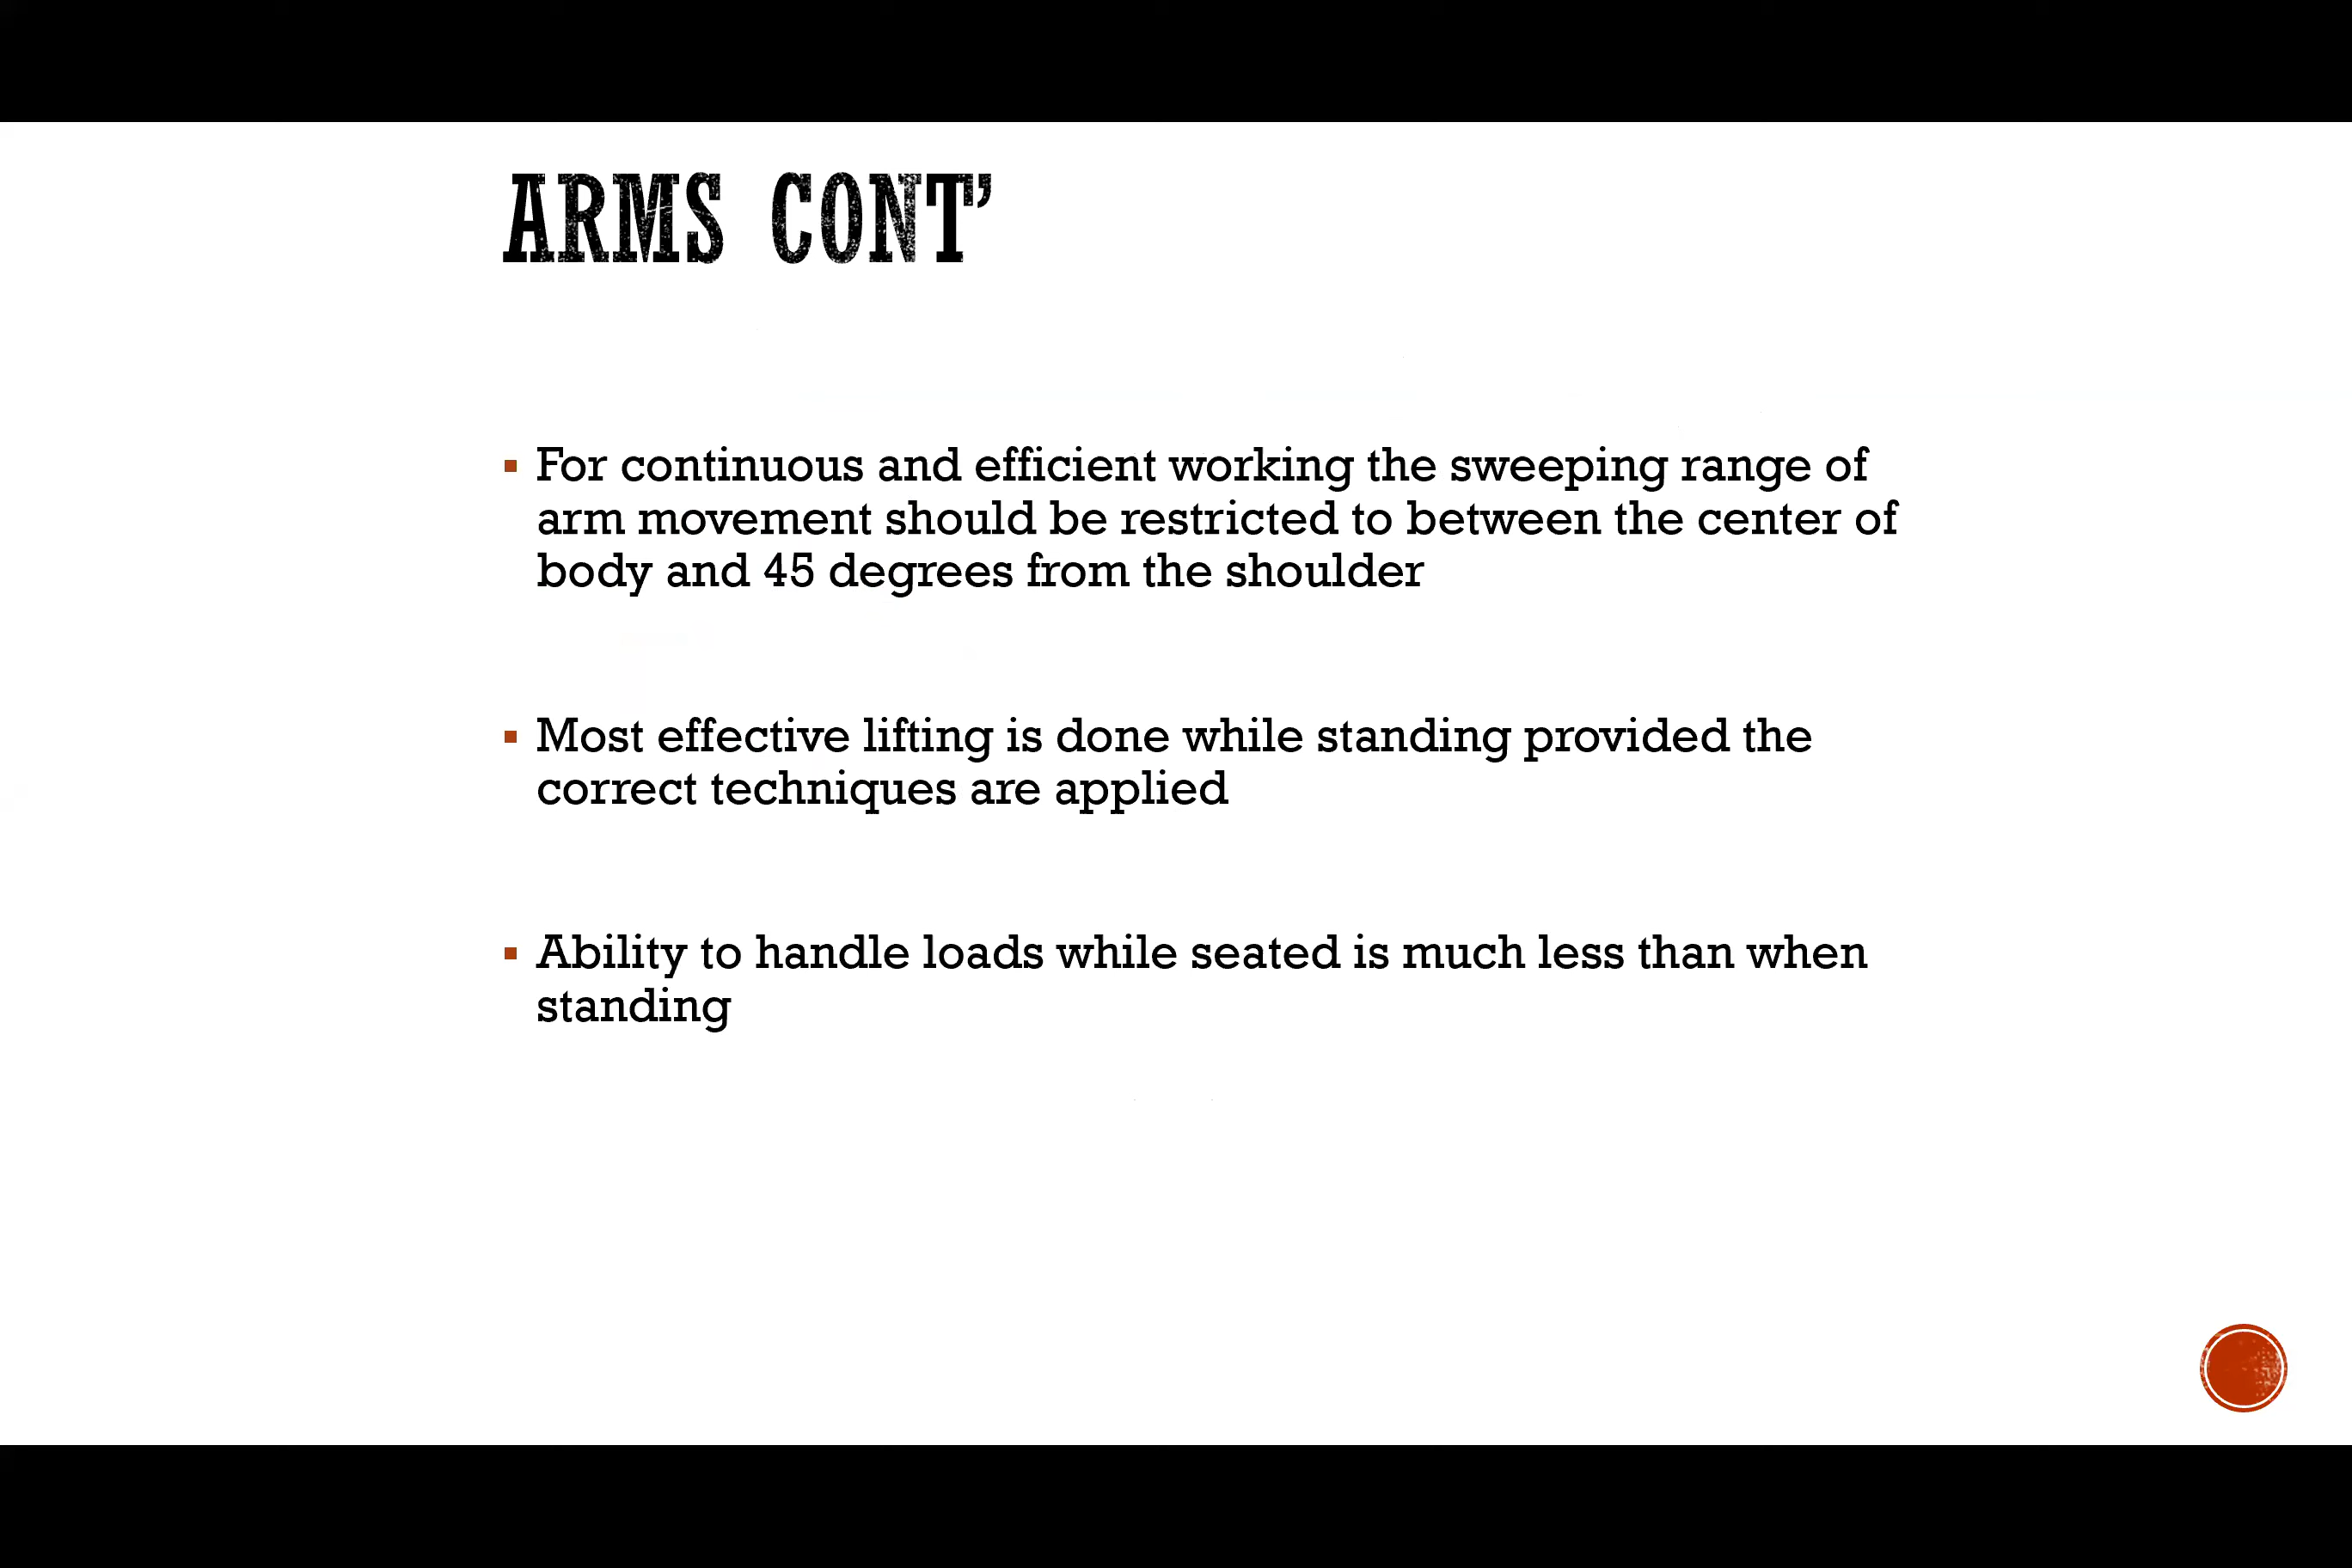 ARMS CONT'
For continuous and efficient working the sweeping range of
arm movement should be restricted to between the center of
body and 45 degrees from the shoulder
Most effective lifting is done while standing provided the
correct techniques are applied
Ability to handle loads while seated is much less than when
standing